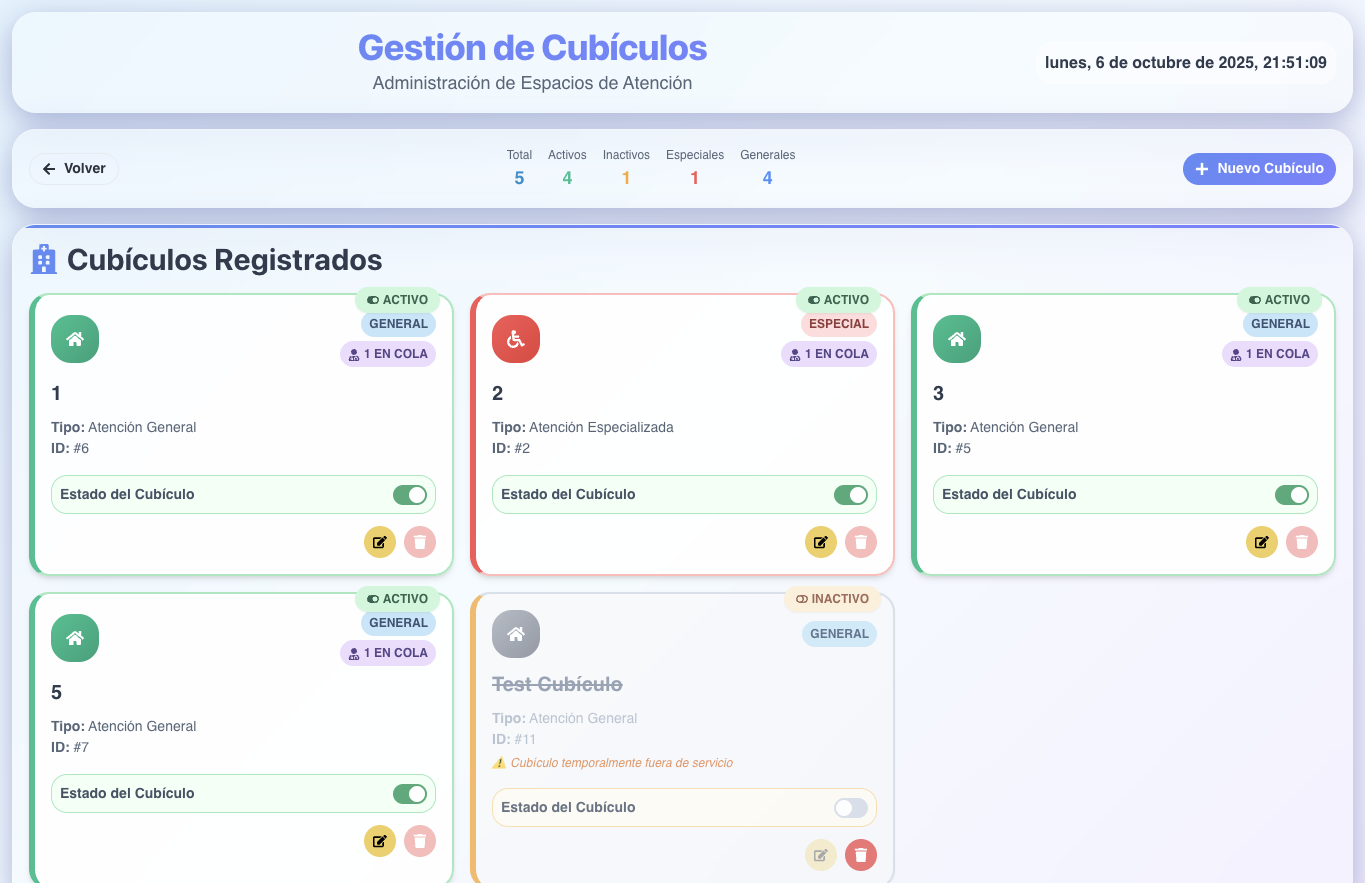 Gestión de Cubículos
Administración de Espacios de Atención
lunes, 6 de octubre de 2025, 21:51:09
Volver
Total Activos Inactivos Especiales Generales
5 4 1 1 4
Nuevo Cubículo
Cubículos Registrados
ACTIVO
GENERAL
1 EN COLA
1
Tipo: Atención General
ID: #6
Estado del Cubículo
ACTIVO
ESPECIAL
1 EN COLA
2
Tipo: Atención Especializada
ID: #2
Estado del Cubículo
ACTIVO
GENERAL
1 EN COLA
3
Tipo: Atención General
ID: #5
Estado del Cubículo
ACTIVO
GENERAL
1 EN COLA
5
Tipo: Atención General
ID: #7
Estado del Cubículo
INACTIVO
GENERAL
Test Cubículo
Tipo: Atención General
ID: #11
Cubículo temporalmente fuera de servicio
Estado del Cubículo